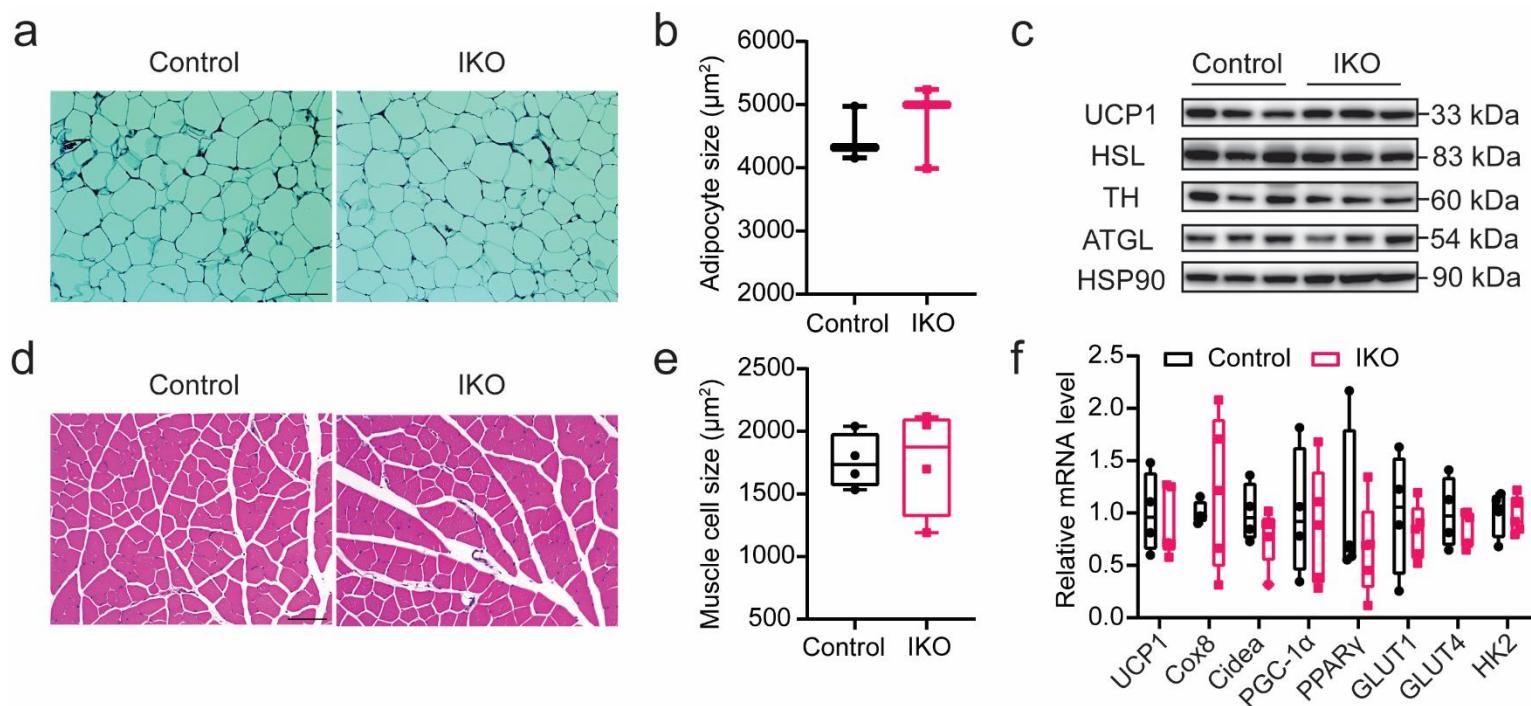 a
Control IKO
b
Adipocyte size (µm²)
6000
5000
4000
3000
2000
Control IKO
c
Control IKO
UCP1 33 kDa
HSL 83 kDa
TH 60 kDa
ATGL 54 kDa
HSP90 90 kDa
d
Control IKO
e
Muscle cell size (µm²)
2500
2000
1500
1000
500
Control IKO
f
Control IKO
Relative mRNA level
2.5
2.0
1.5
1.0
0.5
0.0
UCP1 Cox8 Cidea PGC-1α PPARγ GLUT1 GLUT4 HK2